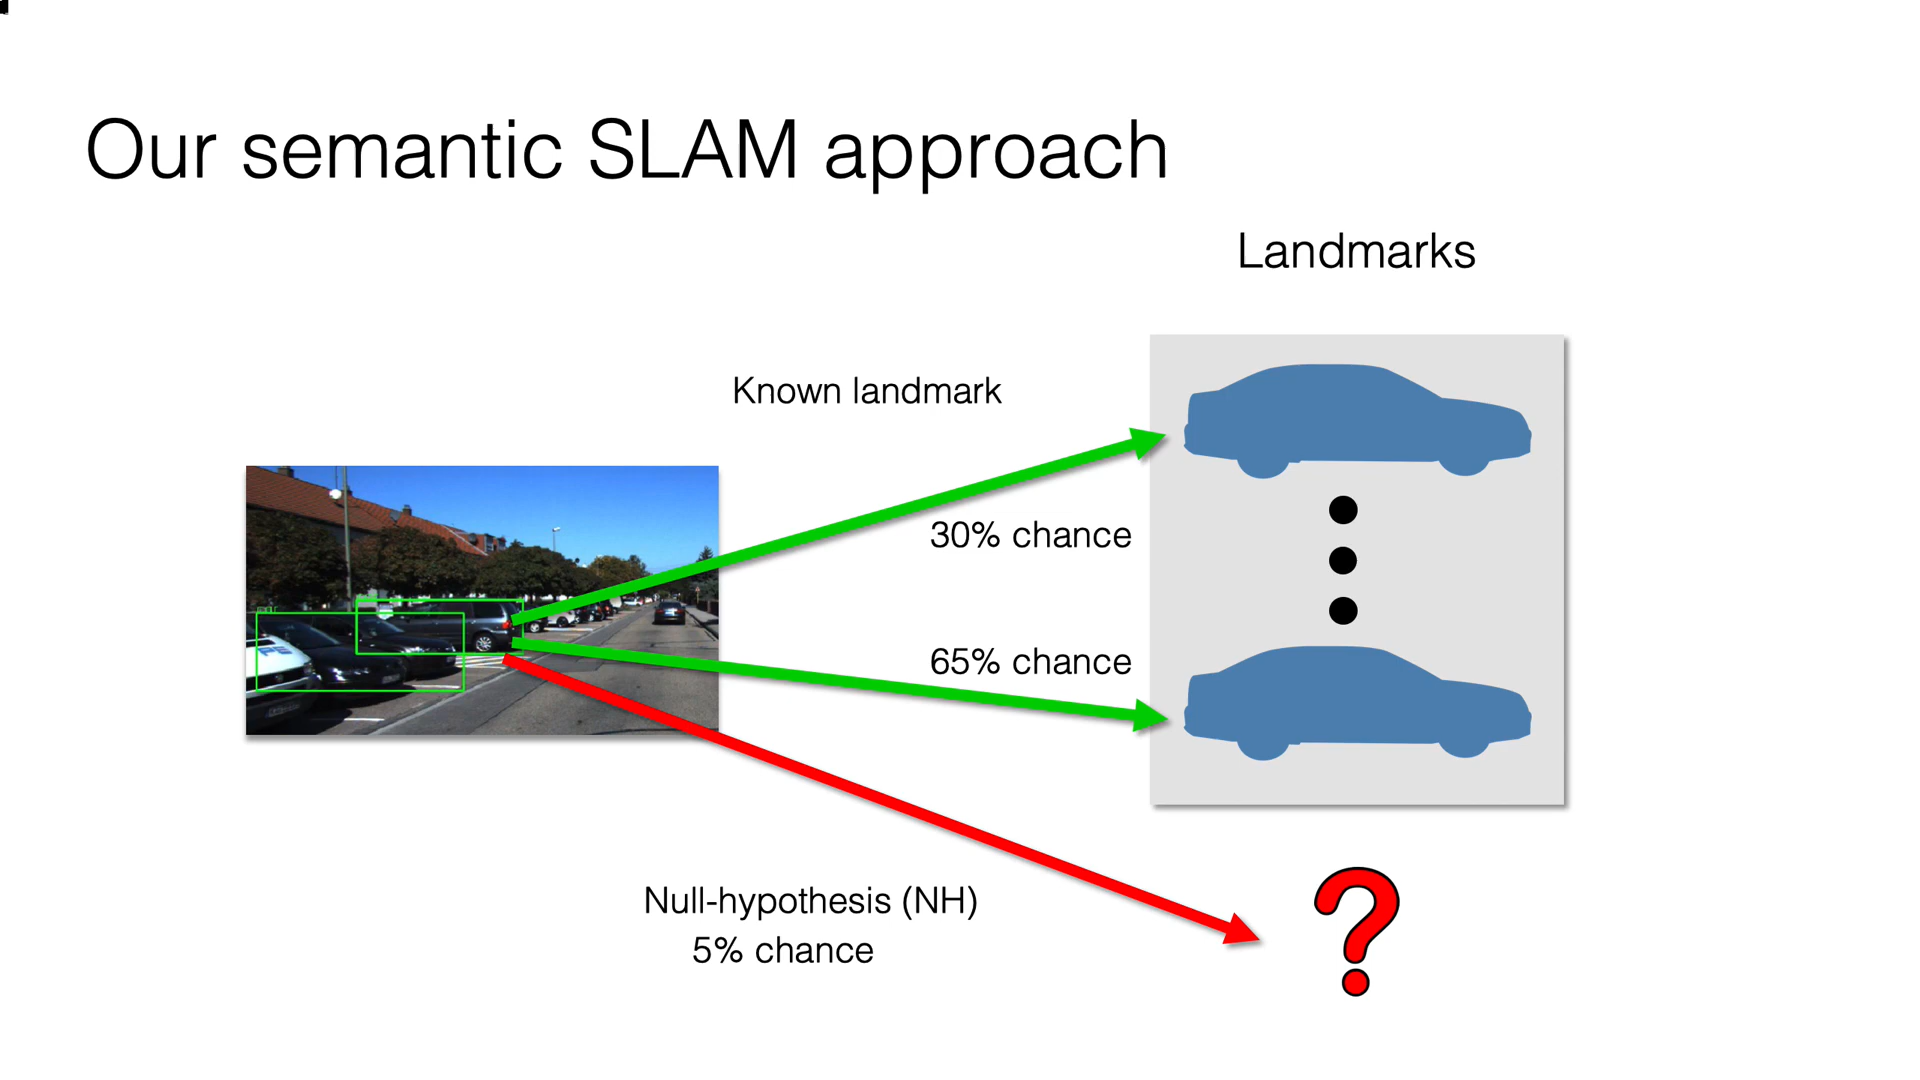 Our semantic SLAM approach
Landmarks
Known landmark
30% chance
65% chance
Null-hypothesis (NH)
5% chance